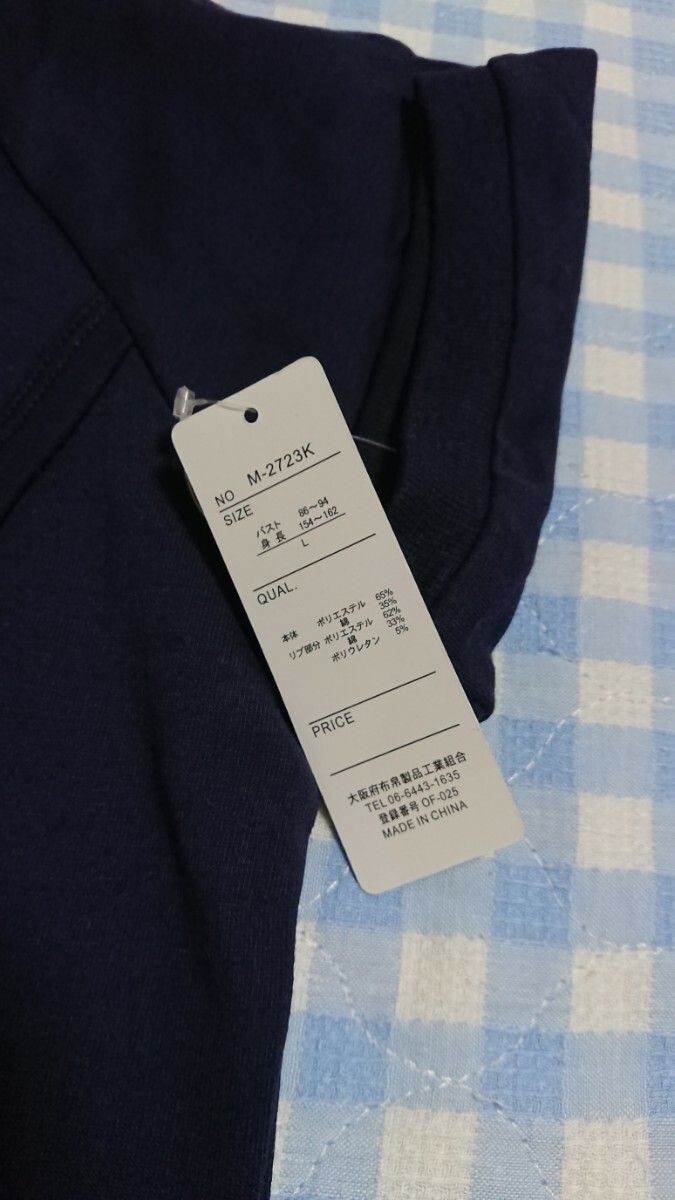 NO M-2723K
SIZE
バスト 86～94
身長 154～162
L
QUAL.
本体 ポリエステル 65%
綿 35%
リブ部分 ポリエステル 62%
綿 33%
ポリウレタン 5%
PRICE
大阪府布帛製品工業組合
TEL 06-6443-1635
登録番号 OF-025
MADE IN CHINA